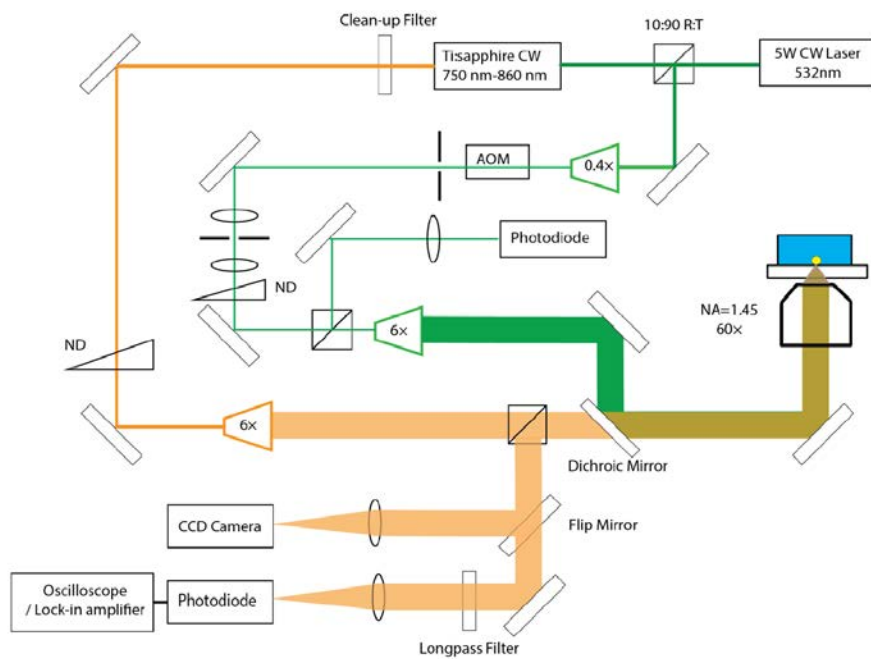 Clean-up Filter
10:90 R:T
Ti:sapphire CW
750 nm-860 nm
5W CW Laser
532nm
AOM
0.4×
Photodiode
ND
NA=1.45
60×
6×
ND
6×
Dichroic Mirror
CCD Camera
Flip Mirror
Oscilloscope
/ Lock-in amplifier
Photodiode
Longpass Filter